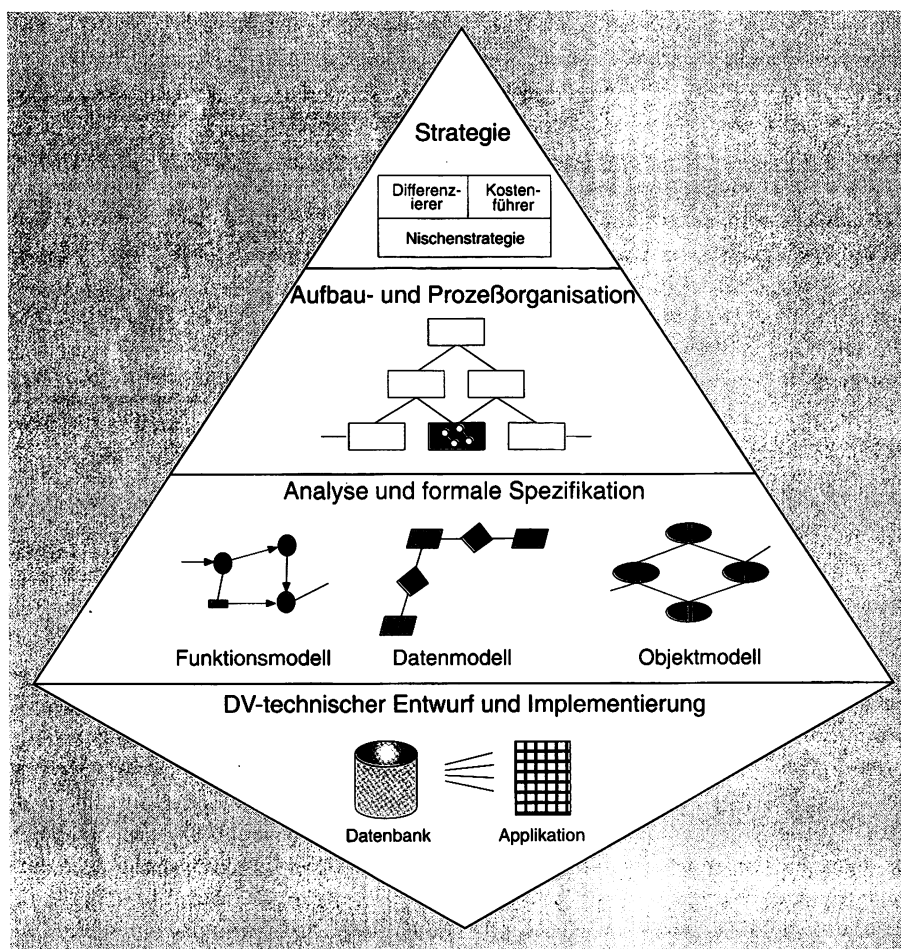 Strategie
Differenz-
ierer
Kosten-
führer
Nischenstrategie
Aufbau- und Prozeßorganisation
Analyse und formale Spezifikation
Funktionsmodell
Datenmodell
Objektmodell
DV-technischer Entwurf und Implementierung
Datenbank
Applikation